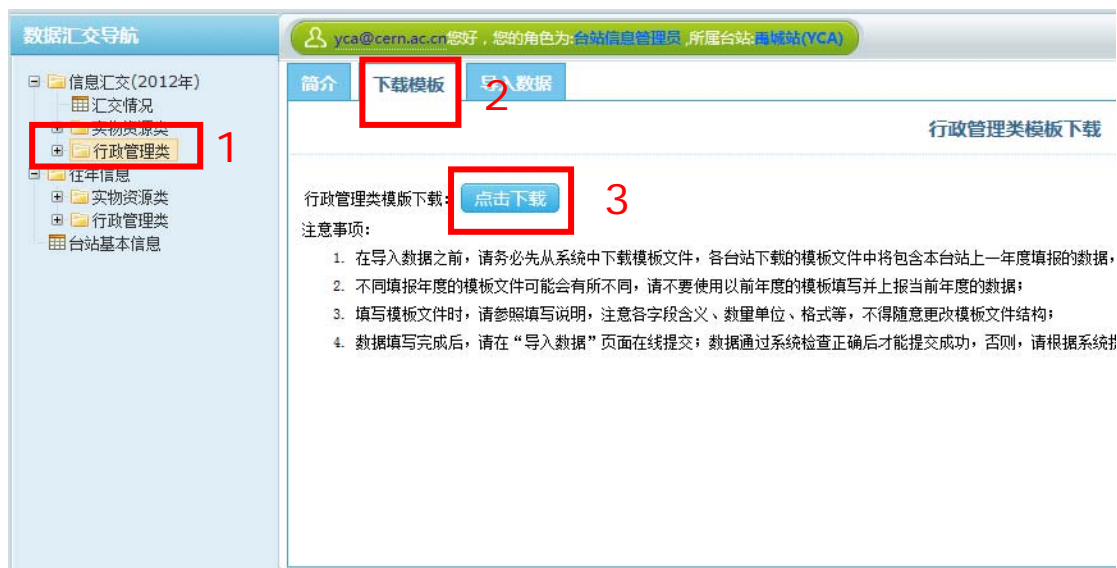 数据汇交导航
yca@cern.ac.cn您好，您的角色为:台站信息管理员,所属台站:禹城站(YCA)
信息汇交(2012年)
汇交情况
实物资源类
行政管理类
往年信息
实物资源类
行政管理类
台站基本信息
1
简介 下载模板 导入数据
2
行政管理类模板下载
行政管理类模版下载： 点击下载
3
注意事项：
1. 在导入数据之前，请务必先从系统中下载模板文件，各台站下载的模板文件中将包含本台站上一年度填报的数据，
2. 不同填报年度的模板文件可能会有所不同，请不要使用以前年度的模板填写并上报当前年度的数据；
3. 填写模板文件时，请参照填写说明，注意各字段含义、数量单位、格式等，不得随意更改模板文件结构；
4. 数据填写完成后，请在“导入数据”页面在线提交；数据通过系统检查正确后才能提交成功，否则，请根据系统提